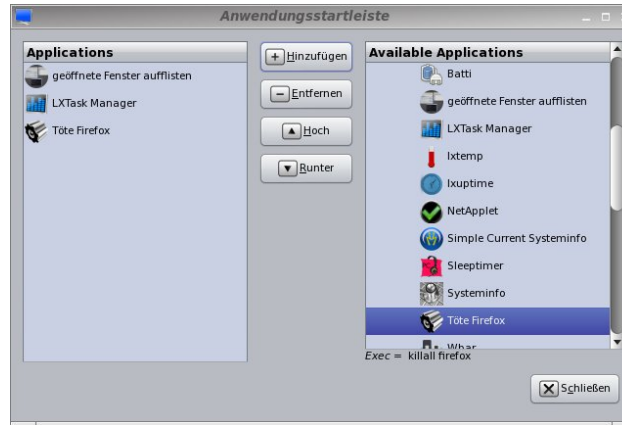 Anwendungsstartleiste
Applications
geöffnete Fenster aufflisten
LXTask Manager
Töte Firefox
Hinzufügen
Entfernen
Hoch
Runter
Available Applications
Batti
geöffnete Fenster aufflisten
LXTask Manager
lxtemp
lxuptime
NetApplet
Simple Current Systeminfo
Sleeptimer
Systeminfo
Töte Firefox
Wbar
Exec = killall firefox
Schließen